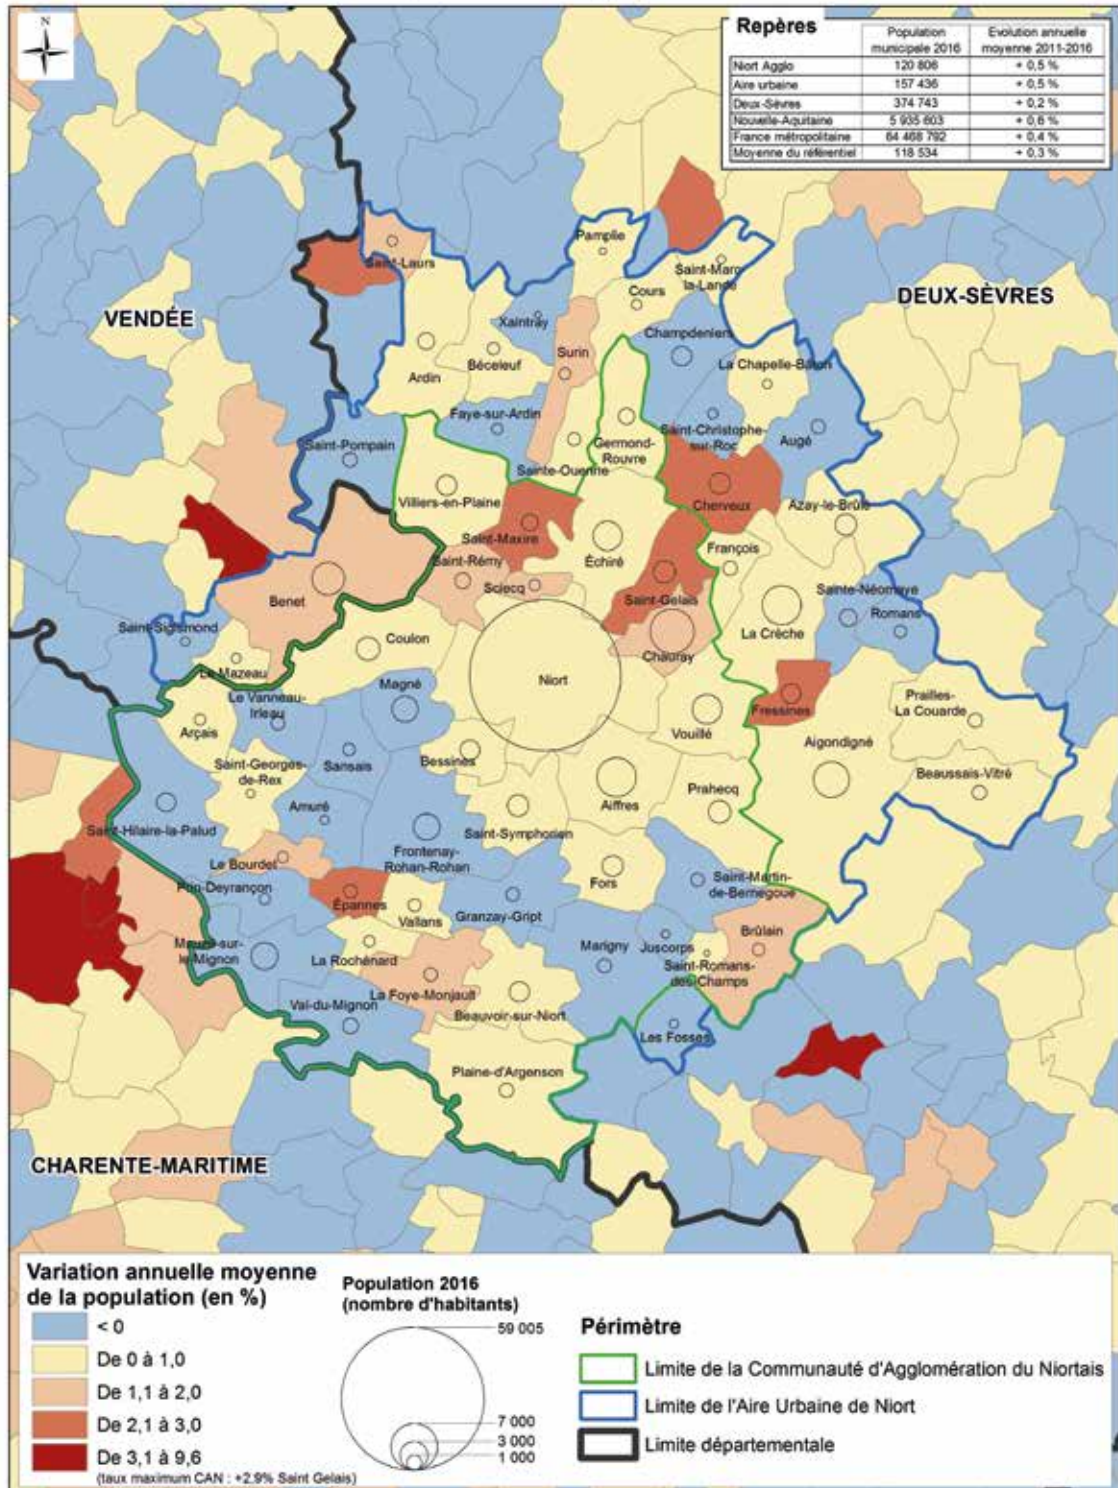 N
Repères
Population municipale 2016
Evolution annuelle moyenne 2011-2016
Niort Agglo 120 806 + 0,5 %
Aire urbaine 157 436 + 0,5 %
Deux-Sèvres 374 743 + 0,2 %
Nouvelle-Aquitaine 5 935 603 + 0,6 %
France métropolitaine 64 468 792 + 0,4 %
Moyenne du référentiel 118 534 + 0,3 %
VENDÉE
DEUX-SÈVRES
CHARENTE-MARITIME
Pamplie
Saint-Laurs
Saint-Marc-
la-Lande
Cours
Xaintray
Champdeniers
Surin
Béceleuf
La Chapelle-Bâton
Ardin
Faye-sur-Ardin
Saint-Christophe-
sur-Roc
Augé
Germond-
Rouvre
Saint-Pompain
Sainte-Ouenne
Villiers-en-Plaine
Cherveux
Azay-le-Brûlé
Saint-Maxire
François
Saint-Rémy
Échiré
Sciecq
Sainte-Néomaye
Benet
Saint-Gelais
Romans
La Crèche
Saint-Sigismond
Coulon
Chauray
Le Mazeau
Niort
Magné
Le Vanneau-
Irleau
Prailles-
La Couarde
Fressines
Arçais
Vouillé
Aigondigné
Sansais
Bessines
Saint-Georges-
de-Rex
Beaussais-Vitré
Prahecq
Amuré
Aiffres
Saint-Hilaire-la-Palud
Saint-Symphorien
Frontenay-
Rohan-Rohan
Le Bourdet
Saint-Martin-
de-Bernegoue
Fors
Prin-Deyrançon
Épannes
Vallans
Granzay-Gript
Brûlain
Mauzé-sur-
le-Mignon
Marigny
Juscorps
La Rochénard
Saint-Romans-
des-Champs
La Foye-Monjault
Val-du-Mignon
Beauvoir-sur-Niort
Les Fosses
Plaine-d'Argenson
Variation annuelle moyenne
de la population (en %)
< 0
De 0 à 1,0
De 1,1 à 2,0
De 2,1 à 3,0
De 3,1 à 9,6
(taux maximum CAN : +2.9% Saint Gelais)
Population 2016
(nombre d'habitants)
59 005
7 000
3 000
1 000
Périmètre
Limite de la Communauté d'Agglomération du Niortais
Limite de l'Aire Urbaine de Niort
Limite départementale